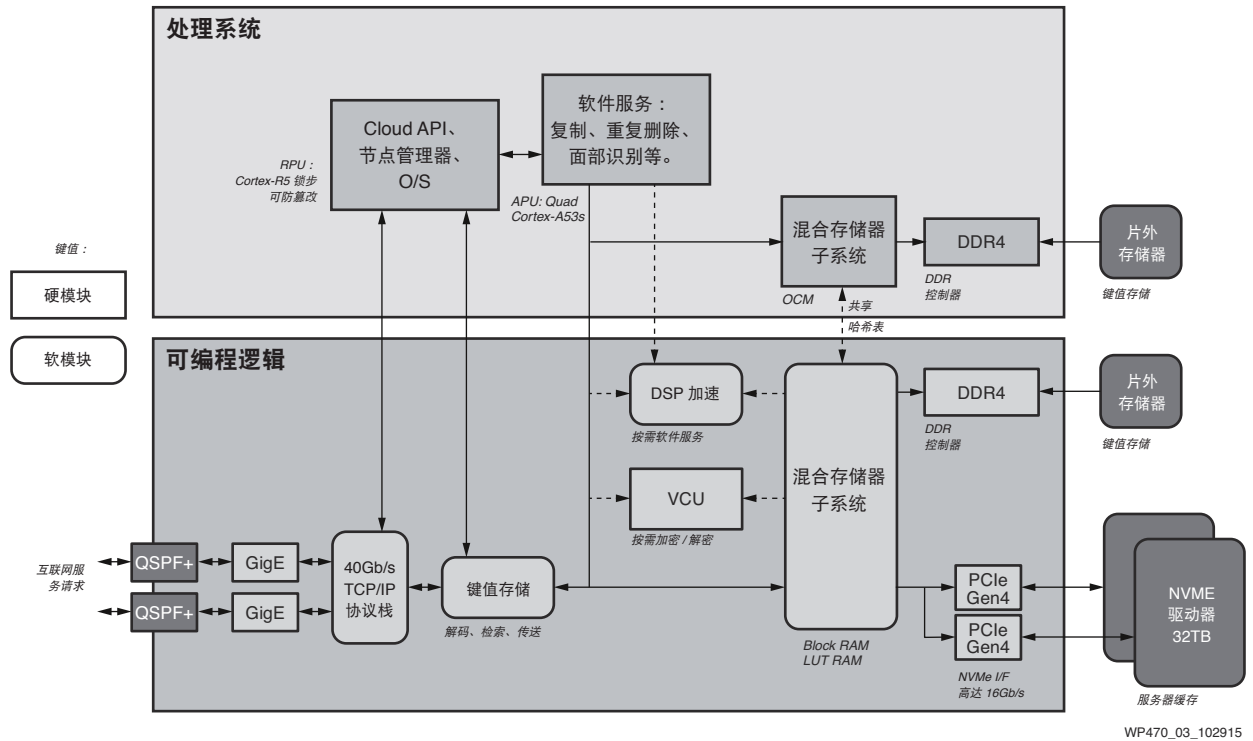 处理系统
Cloud API、
节点管理器、
O/S
软件服务：
复制、重复删除、
面部识别等。
RPU：
Cortex-R5 锁步
可防篡改
APU: Quad
Cortex-A53s
混合存储器
子系统
OCM
DDR4
DDR
控制器
片外
存储器
键值存储
键值：
硬模块
软模块
共享
哈希表
可编程逻辑
DSP 加速
按需软件服务
VCU
按需加密 / 解密
混合存储器
子系统
Block RAM
LUT RAM
DDR4
DDR
控制器
片外
存储器
键值存储
互联网服
务请求
QSPF+
GigE
QSPF+
GigE
40Gb/s
TCP/IP
协议栈
键值存储
解码、检索、传送
PCIe
Gen4
PCIe
Gen4
NVMe I/F
高达 16Gb/s
NVME
驱动器
32TB
服务器缓存
WP470_03_102915